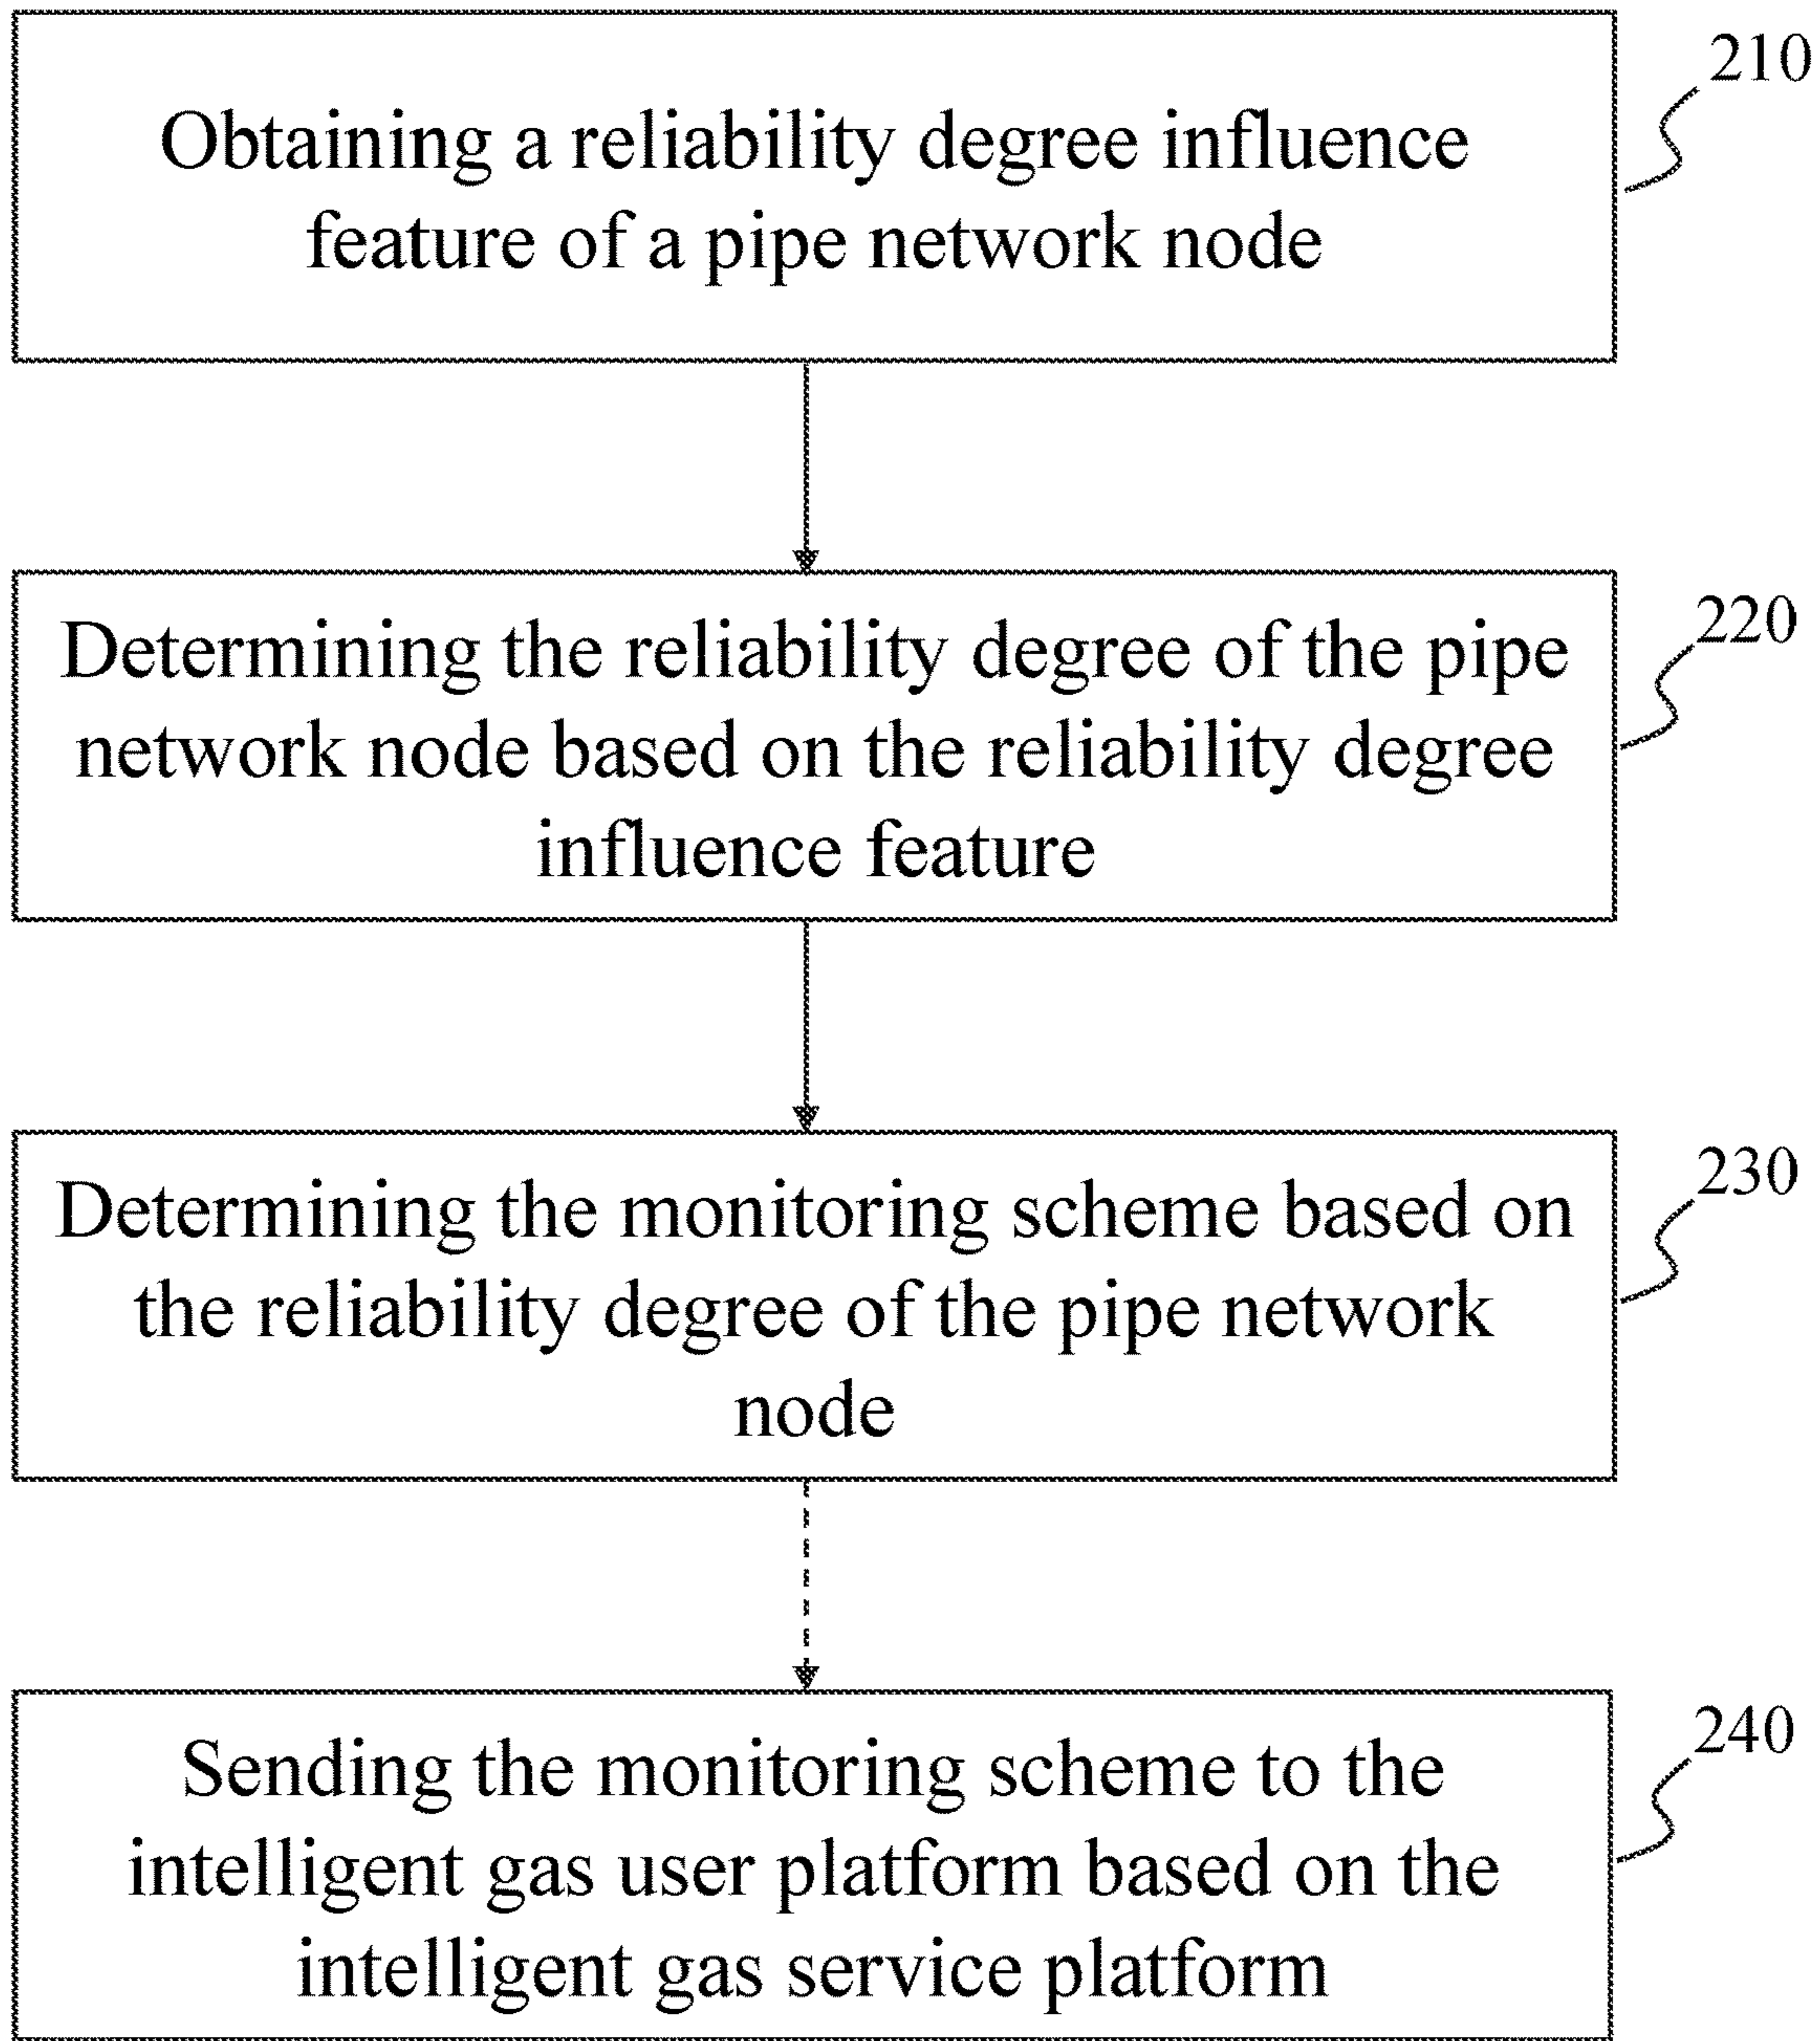 210
Obtaining a reliability degree influence
feature of a pipe network node
220
Determining the reliability degree of the pipe
network node based on the reliability degree
influence feature
230
Determining the monitoring scheme based on
the reliability degree of the pipe network
node
240
Sending the monitoring scheme to the
intelligent gas user platform based on the
intelligent gas service platform